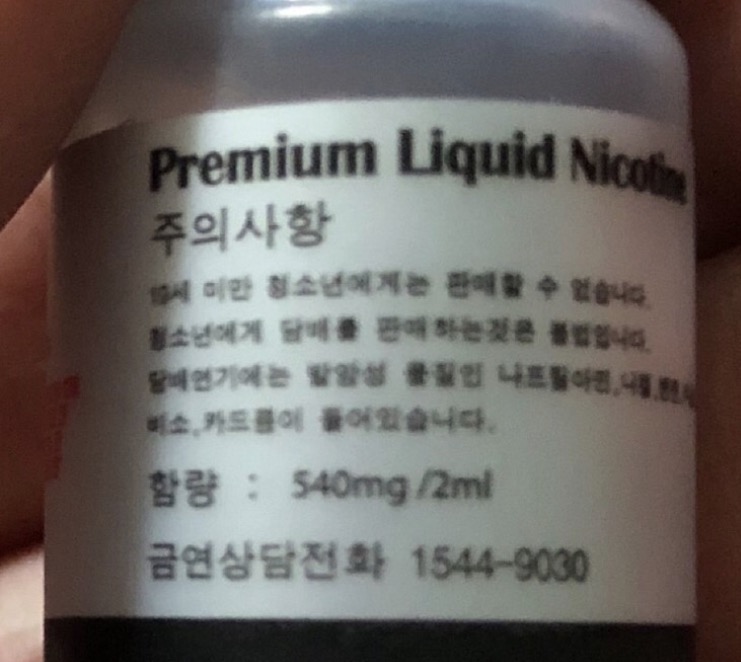 Premium Liquid Nicotine
주의사항
19세 미만 청소년에게는 판매할 수 없습니다.
청소년에게 담배를 판매하는것은 불법입니다.
담배연기에는 발암성 물질인 나프틸아민,니켈,벤젠,
비소,카드뮴이 들어있습니다.
함량 : 540mg /2ml
금연상담전화 1544-9030